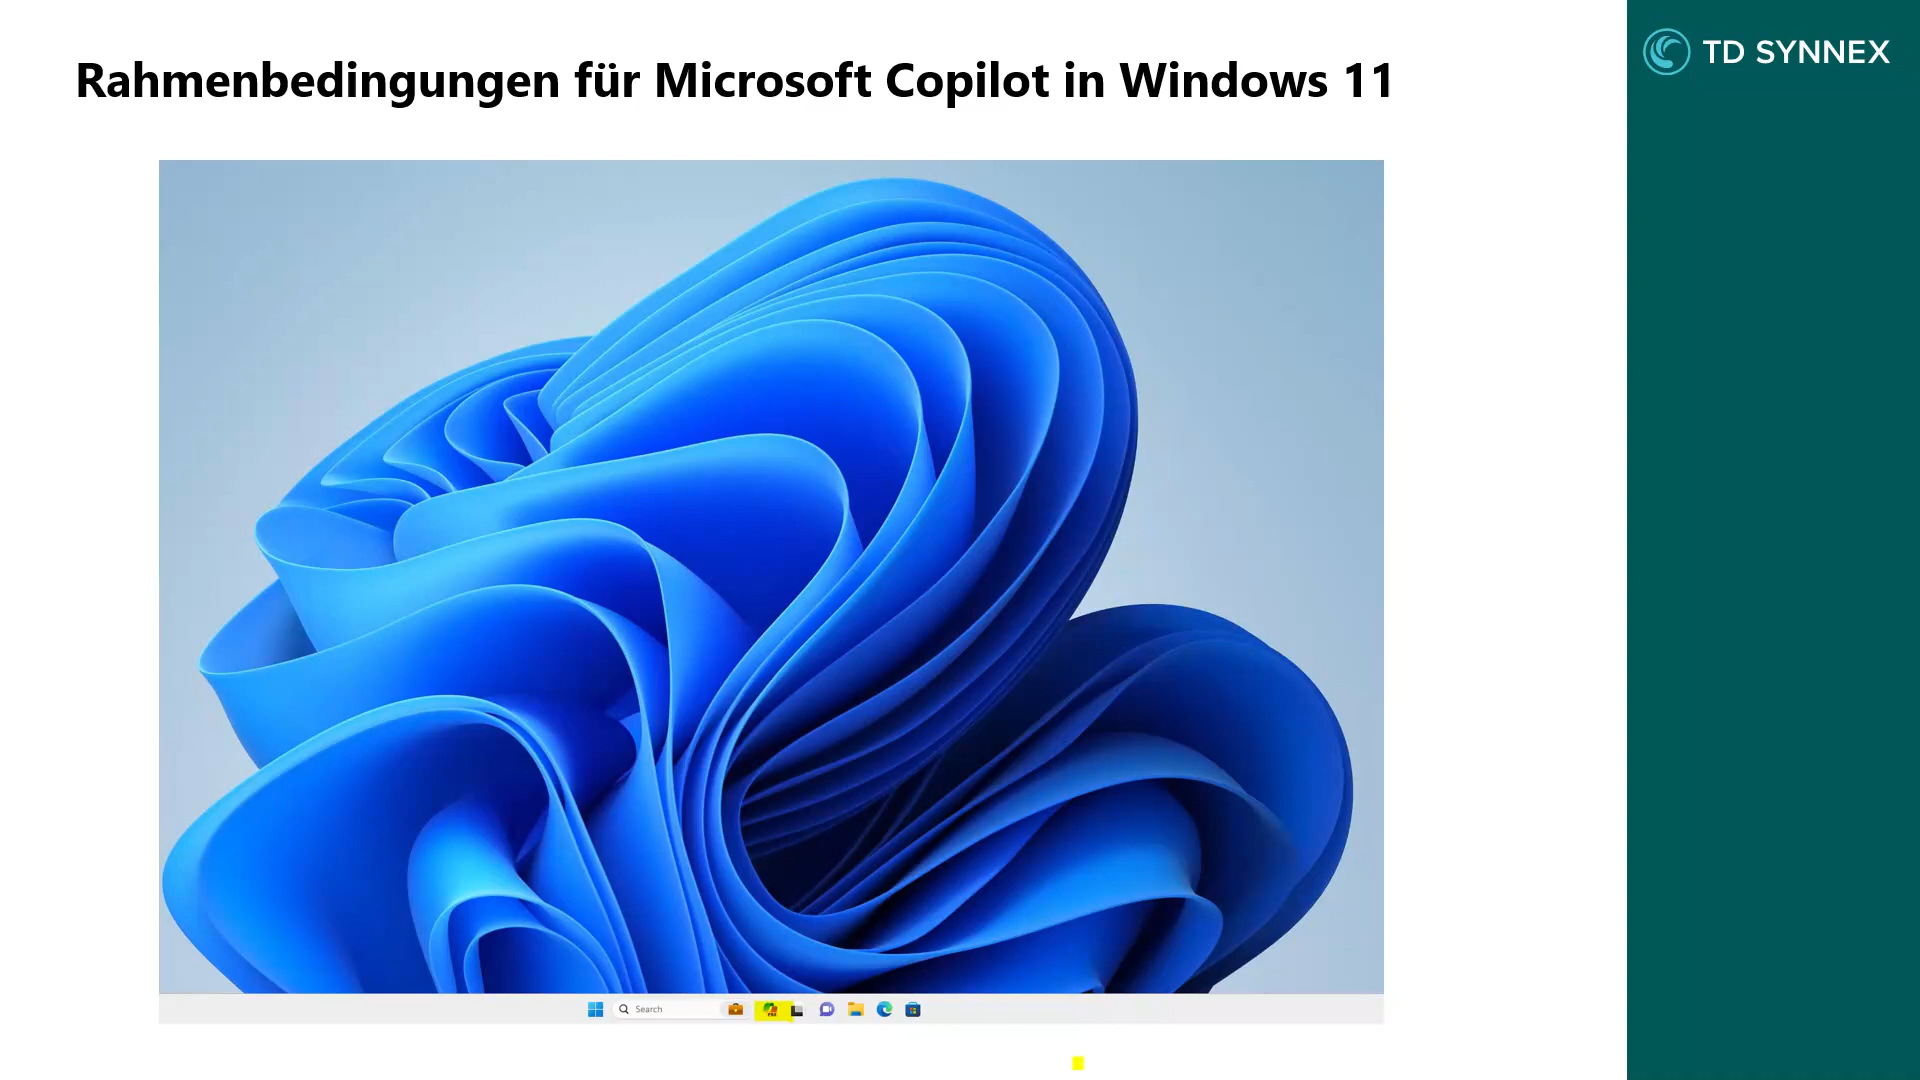 Rahmenbedingungen für Microsoft Copilot in Windows 11
TD SYNNEX
Search